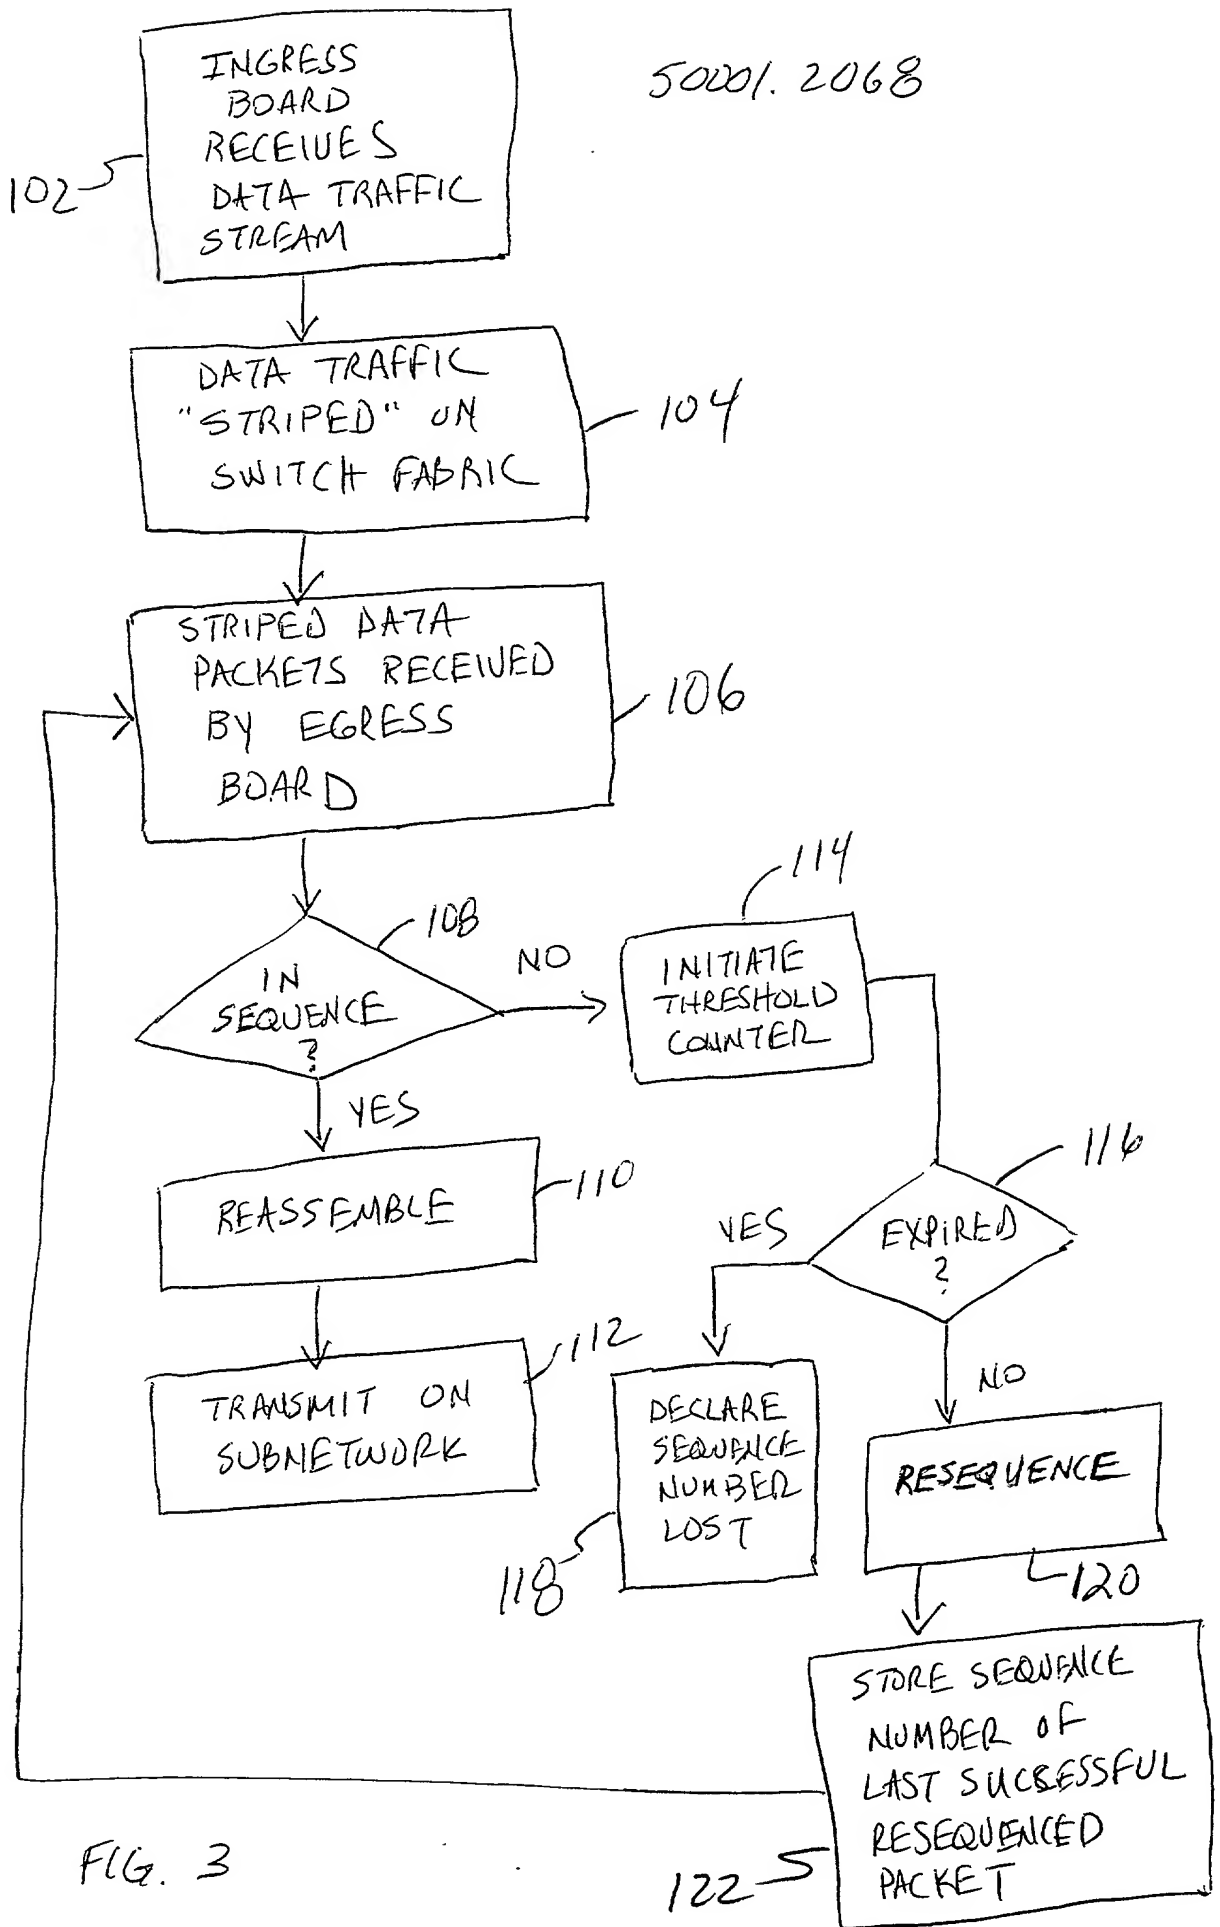 50001.2068
INGRESS
BOARD
RECEIVES
DATA TRAFFIC
STREAM
102
DATA TRAFFIC
"STRIPED" ON
SWITCH FABRIC
104
STRIPED DATA
PACKETS RECEIVED
BY EGRESS
BOARD
106
IN
SEQUENCE
?
108
NO
YES
INITIATE
THRESHOLD
COUNTER
114
REASSEMBLE
110
TRANSMIT ON
SUBNETWORK
112
EXPIRED
?
116
YES
NO
DECLARE
SEQUENCE
NUMBER
LOST
118
RESEQUENCE
120
STORE SEQUENCE
NUMBER OF
LAST SUCCESSFUL
RESEQUENCED
PACKET
122
FIG. 3